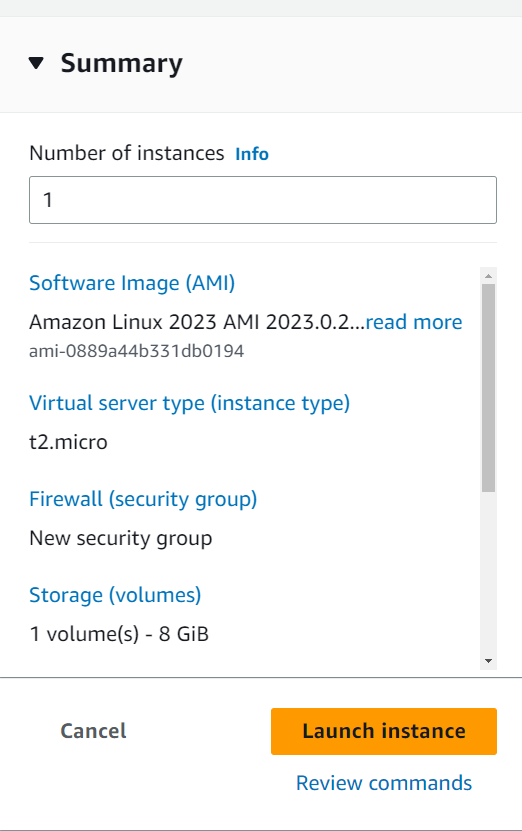 Summary
Number of instances Info
1
Software Image (AMI)
Amazon Linux 2023 AMI 2023.0.2...read more
ami-0889a44b331db0194
Virtual server type (instance type)
t2.micro
Firewall (security group)
New security group
Storage (volumes)
1 volume(s) - 8 GiB
Cancel
Launch instance
Review commands